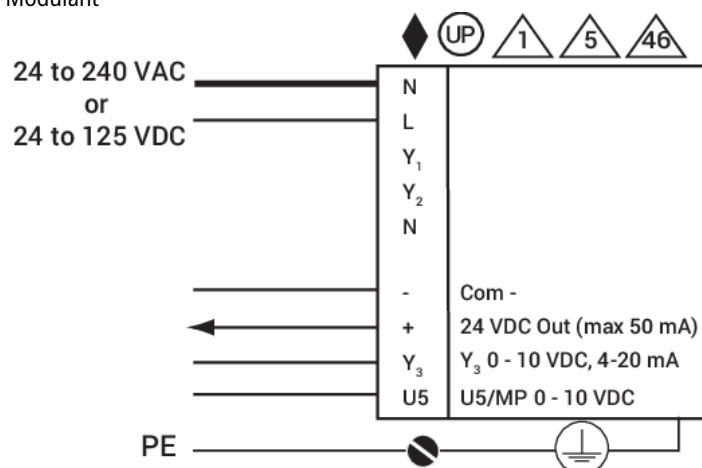 Modulant
UP 1 5 46
24 to 240 VAC
or
24 to 125 VDC
N
L
Y₁
Y₂
N
- Com -
+ 24 VDC Out (max 50 mA)
Y₃ Y₃ 0 - 10 VDC, 4-20 mA
U5 U5/MP 0 - 10 VDC
PE